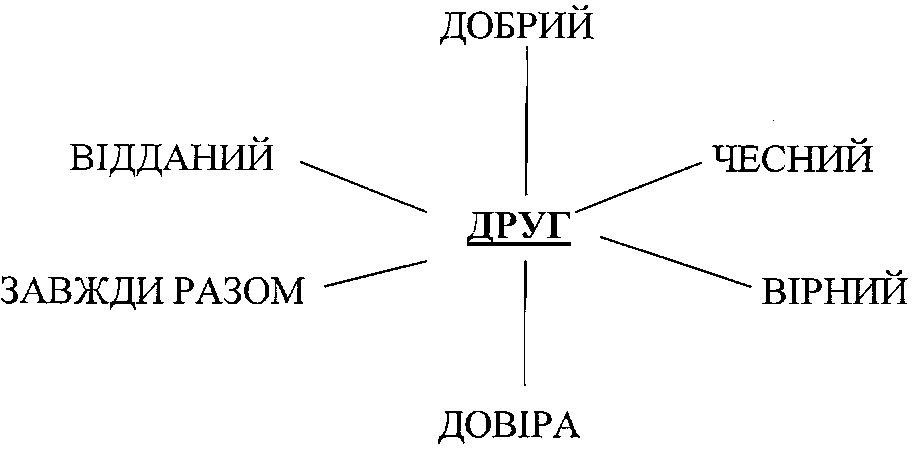 ДОБРИЙ
ВІДДАНИЙ
ЧЕСНИЙ
ДРУГ
ЗАВЖДИ РАЗОМ
ВІРНИЙ
ДОВІРА